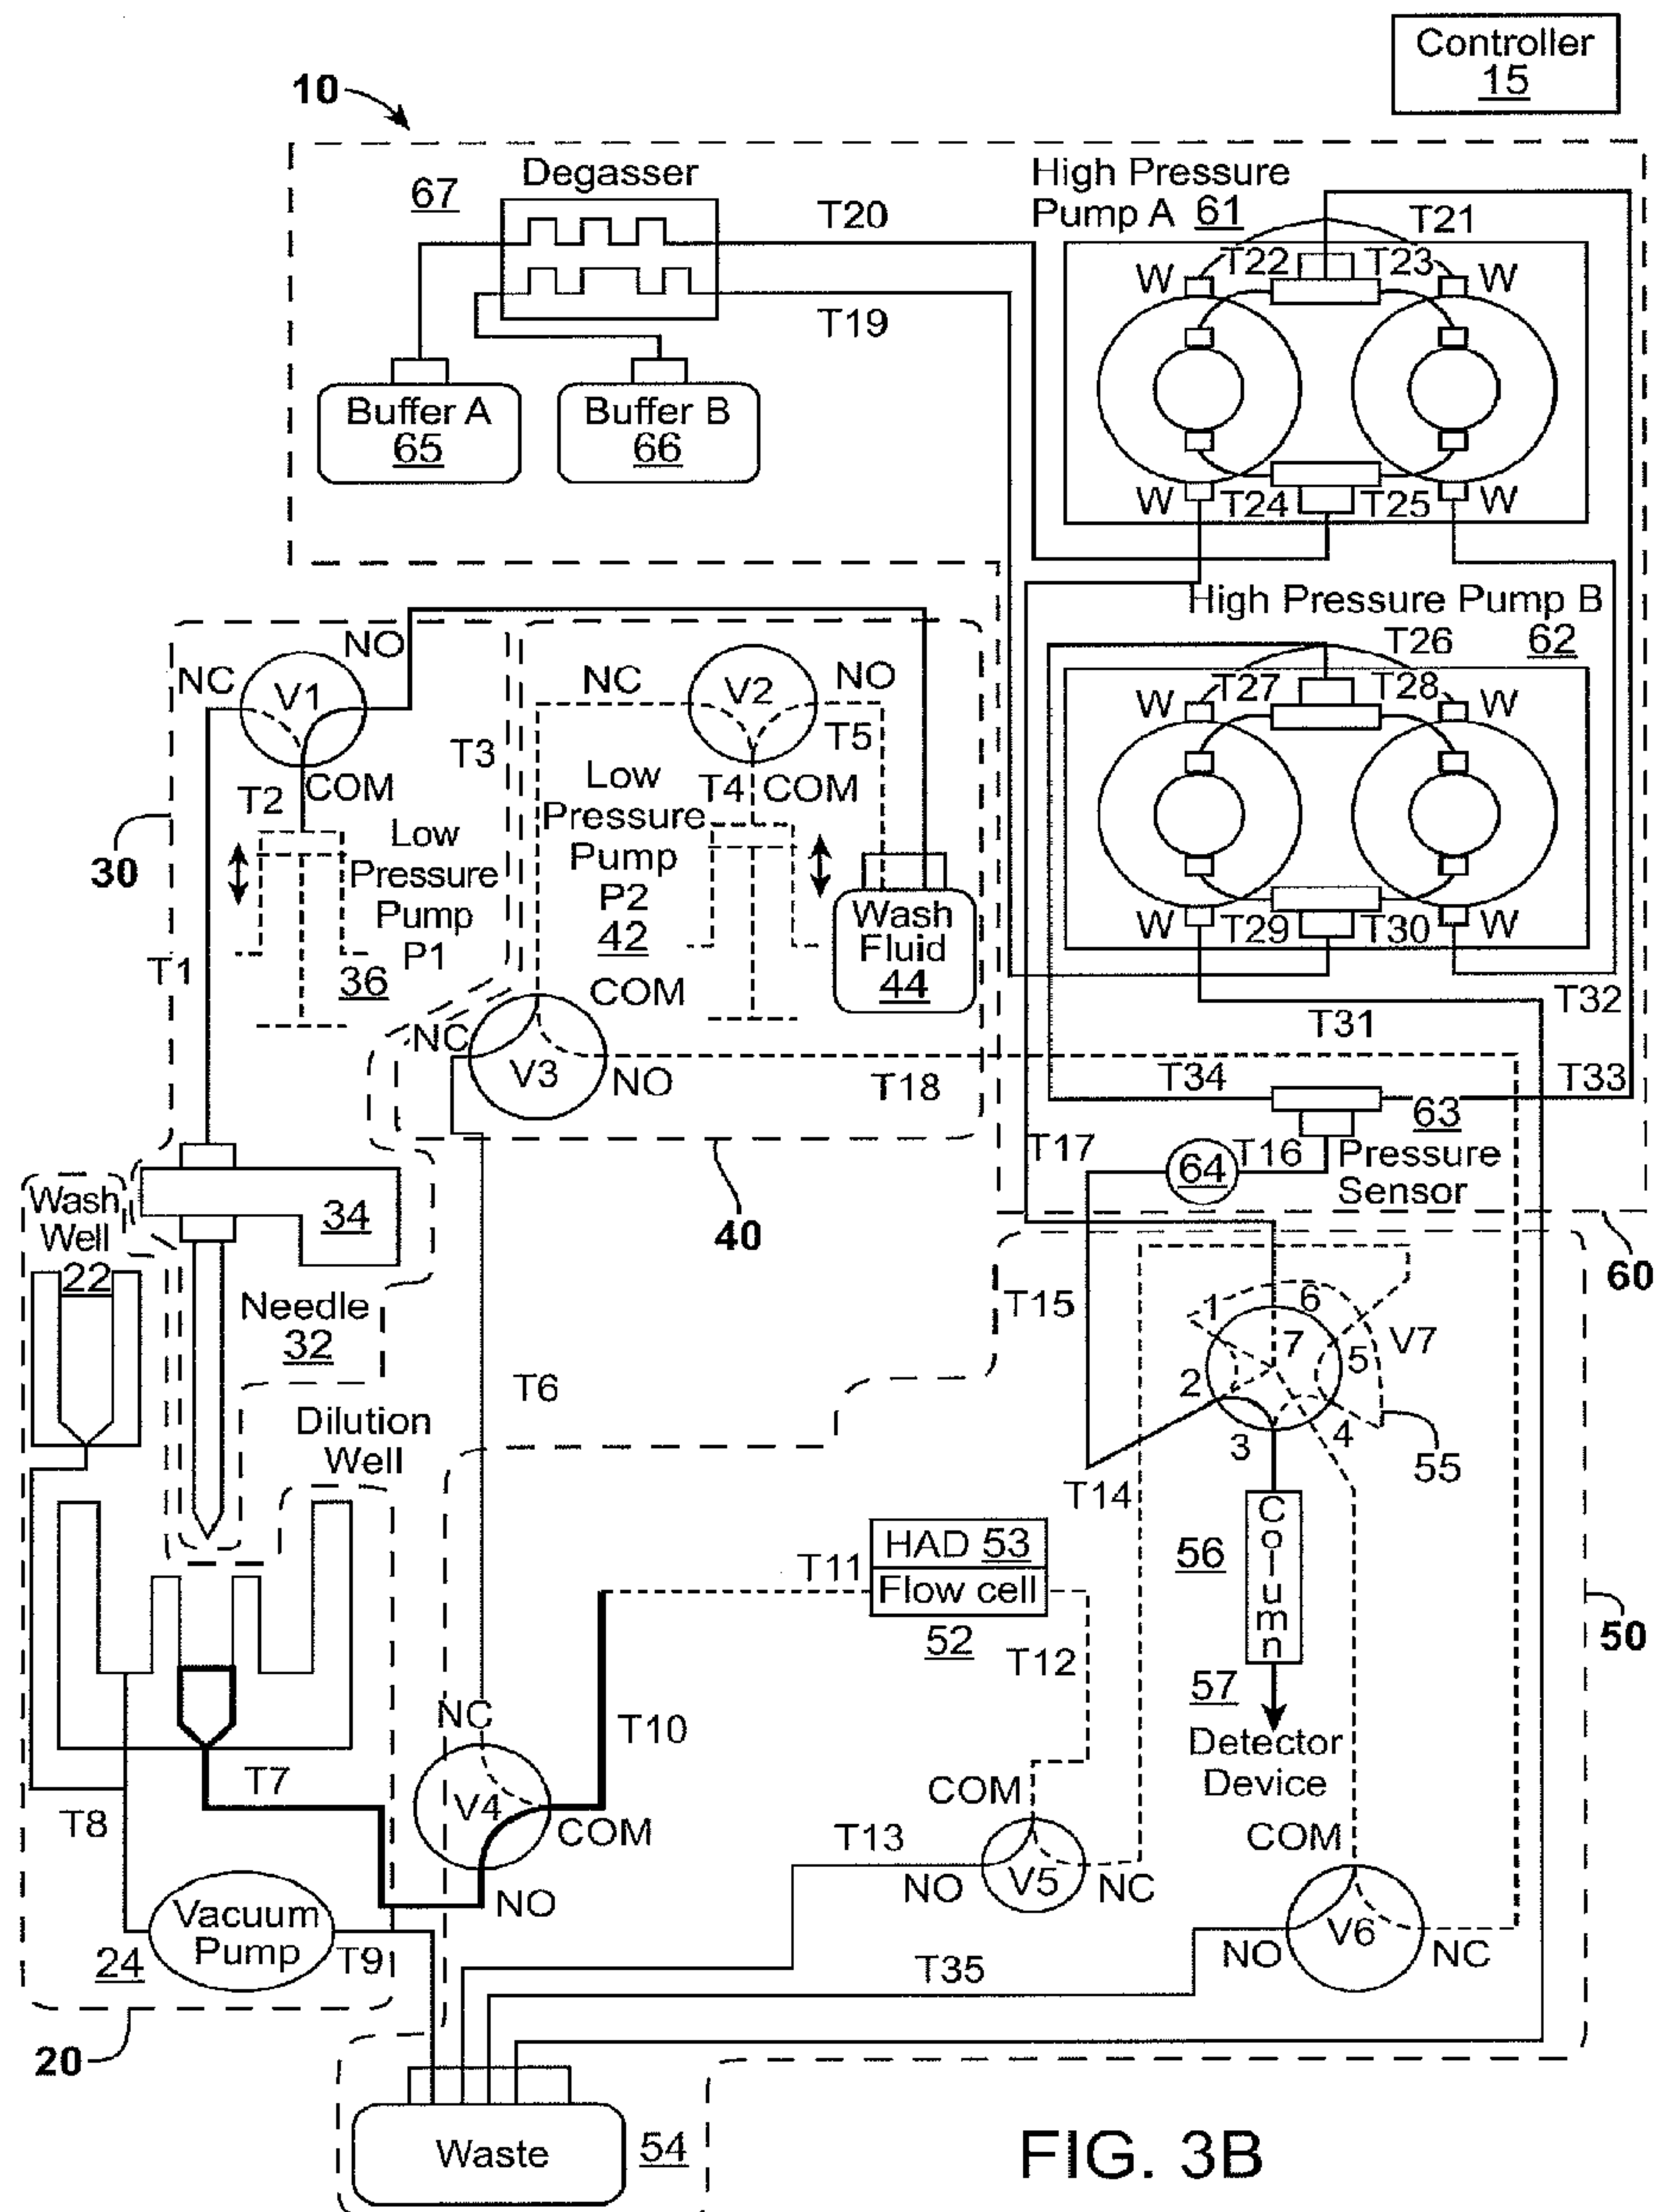 Controller
15
10
Degasser
67
T20
T19
High Pressure
Pump A 61
T21
T22
T23
W
W
W
W
T24
T25
Buffer A
65
Buffer B
66
High Pressure Pump B
62
T26
T27
T28
W
W
W
W
T29
T30
T32
T31
NO
NC
V1
COM
T2
T3
Low
Pressure
Pump
P1
36
30
T1
NC
V2
NO
T5
T4
COM
Low
Pressure
Pump
P2
42
Wash
Fluid
44
COM
NC
V3
NO
T18
T34
T33
63
Pressure
Sensor
T17
64
T16
40
60
Wash
Well
22
34
Needle
32
Dilution
Well
T6
T15
1
6
7
V7
2
5
3
4
55
T14
Column
56
57
Detector
Device
HAD 53
Flow cell
52
T11
T12
50
NC
T10
V4
COM
NO
T7
T8
Vacuum
Pump
24
T9
20
COM
T13
NO
V5
NC
COM
NO
V6
NC
T35
Waste
54
FIG. 3B